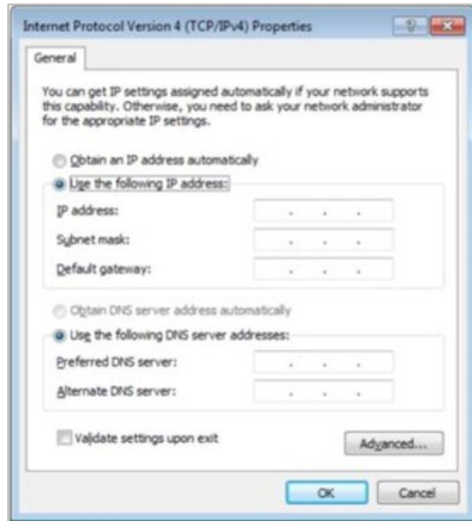 Internet Protocol Version 4 (TCP/IPv4) Properties
General
You can get IP settings assigned automatically if your network supports
this capability. Otherwise, you need to ask your network administrator
for the appropriate IP settings.
Obtain an IP address automatically
Use the following IP address:
IP address:
Subnet mask:
Default gateway:
Obtain DNS server address automatically
Use the following DNS server addresses:
Preferred DNS server:
Alternate DNS server:
Validate settings upon exit
Advanced...
OK Cancel